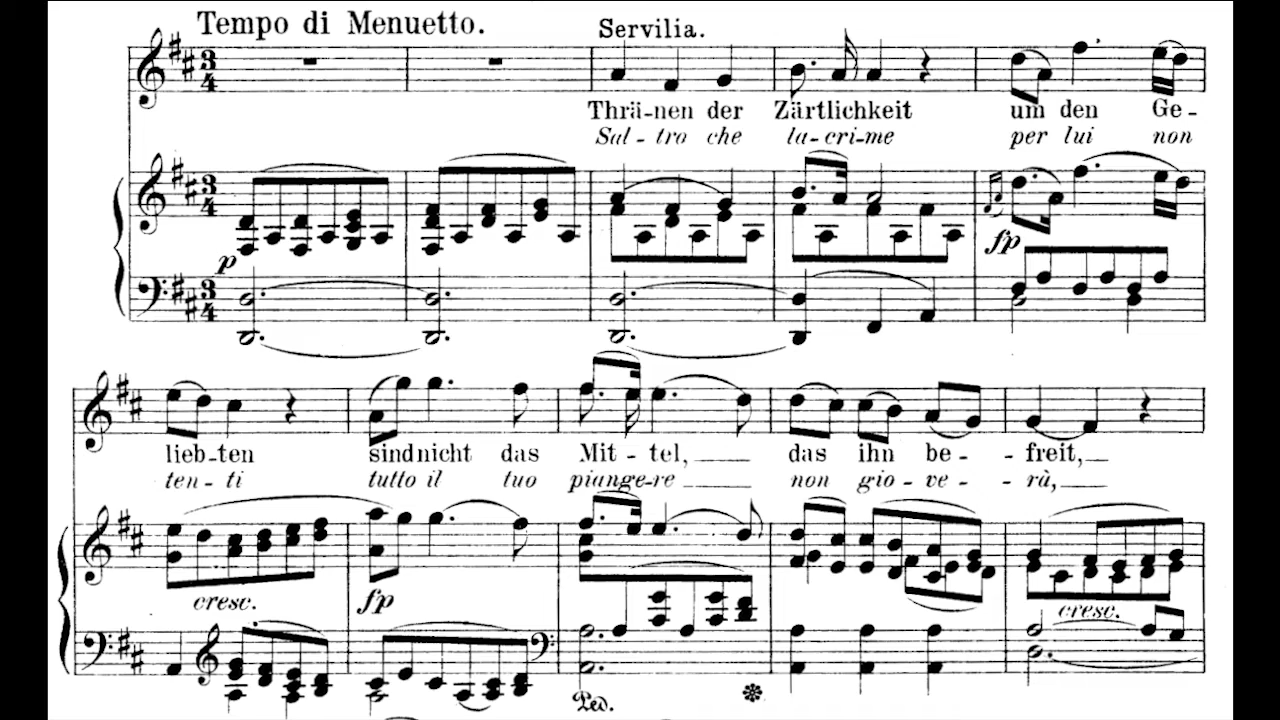 Tempo di Menuetto.
Servilia.
Thrä-nen der Zärtlichkeit um den Ge-
Sal-tro che la-cri-me per lui non
p
fp
lieb-ten sind nicht das Mit-tel, das ihn be-freit,
ten-ti tutto il tuo piange-re non gio-ve-rà,
cresc. fp cresc.
Ped.